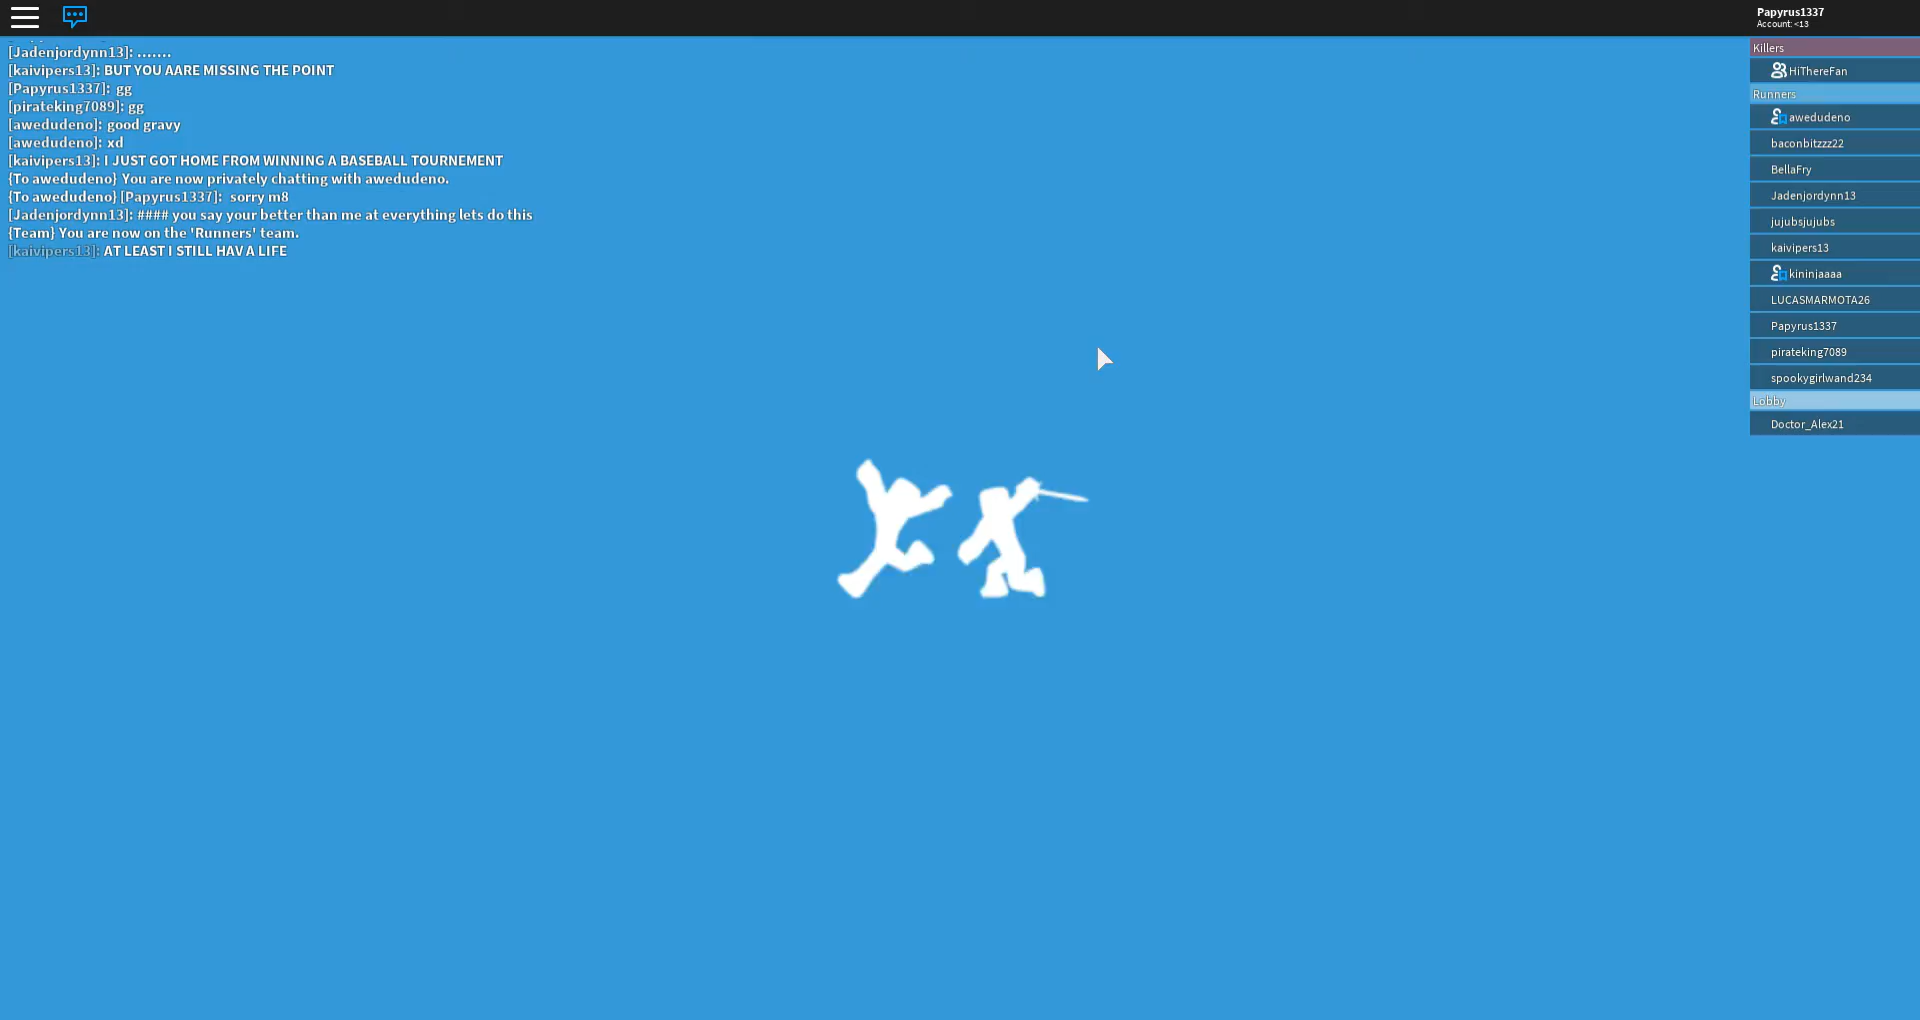 Papyrus1337
Account: <13
[Jadenjordynn13]: .......
[kaivipers13]: BUT YOU AARE MISSING THE POINT
[Papyrus1337]: gg
[pirateking7089]: gg
[awedudeno]: good gravy
[awedudeno]: xd
[kaivipers13]: I JUST GOT HOME FROM WINNING A BASEBALL TOURNEMENT
{To awedudeno} You are now privately chatting with awedudeno.
{To awedudeno} [Papyrus1337]: sorry m8
[Jadenjordynn13]: #### you say your better than me at everything lets do this
{Team} You are now on the 'Runners' team.
[kaivipers13]: AT LEAST I STILL HAV A LIFE
Killers
HiThereFan
Runners
awedudeno
baconbitzzz22
BellaFry
Jadenjordynn13
jujubsjujubs
kaivipers13
kininjaaaa
LUCASMARMOTA26
Papyrus1337
pirateking7089
spookygirlwand234
Lobby
Doctor_Alex21